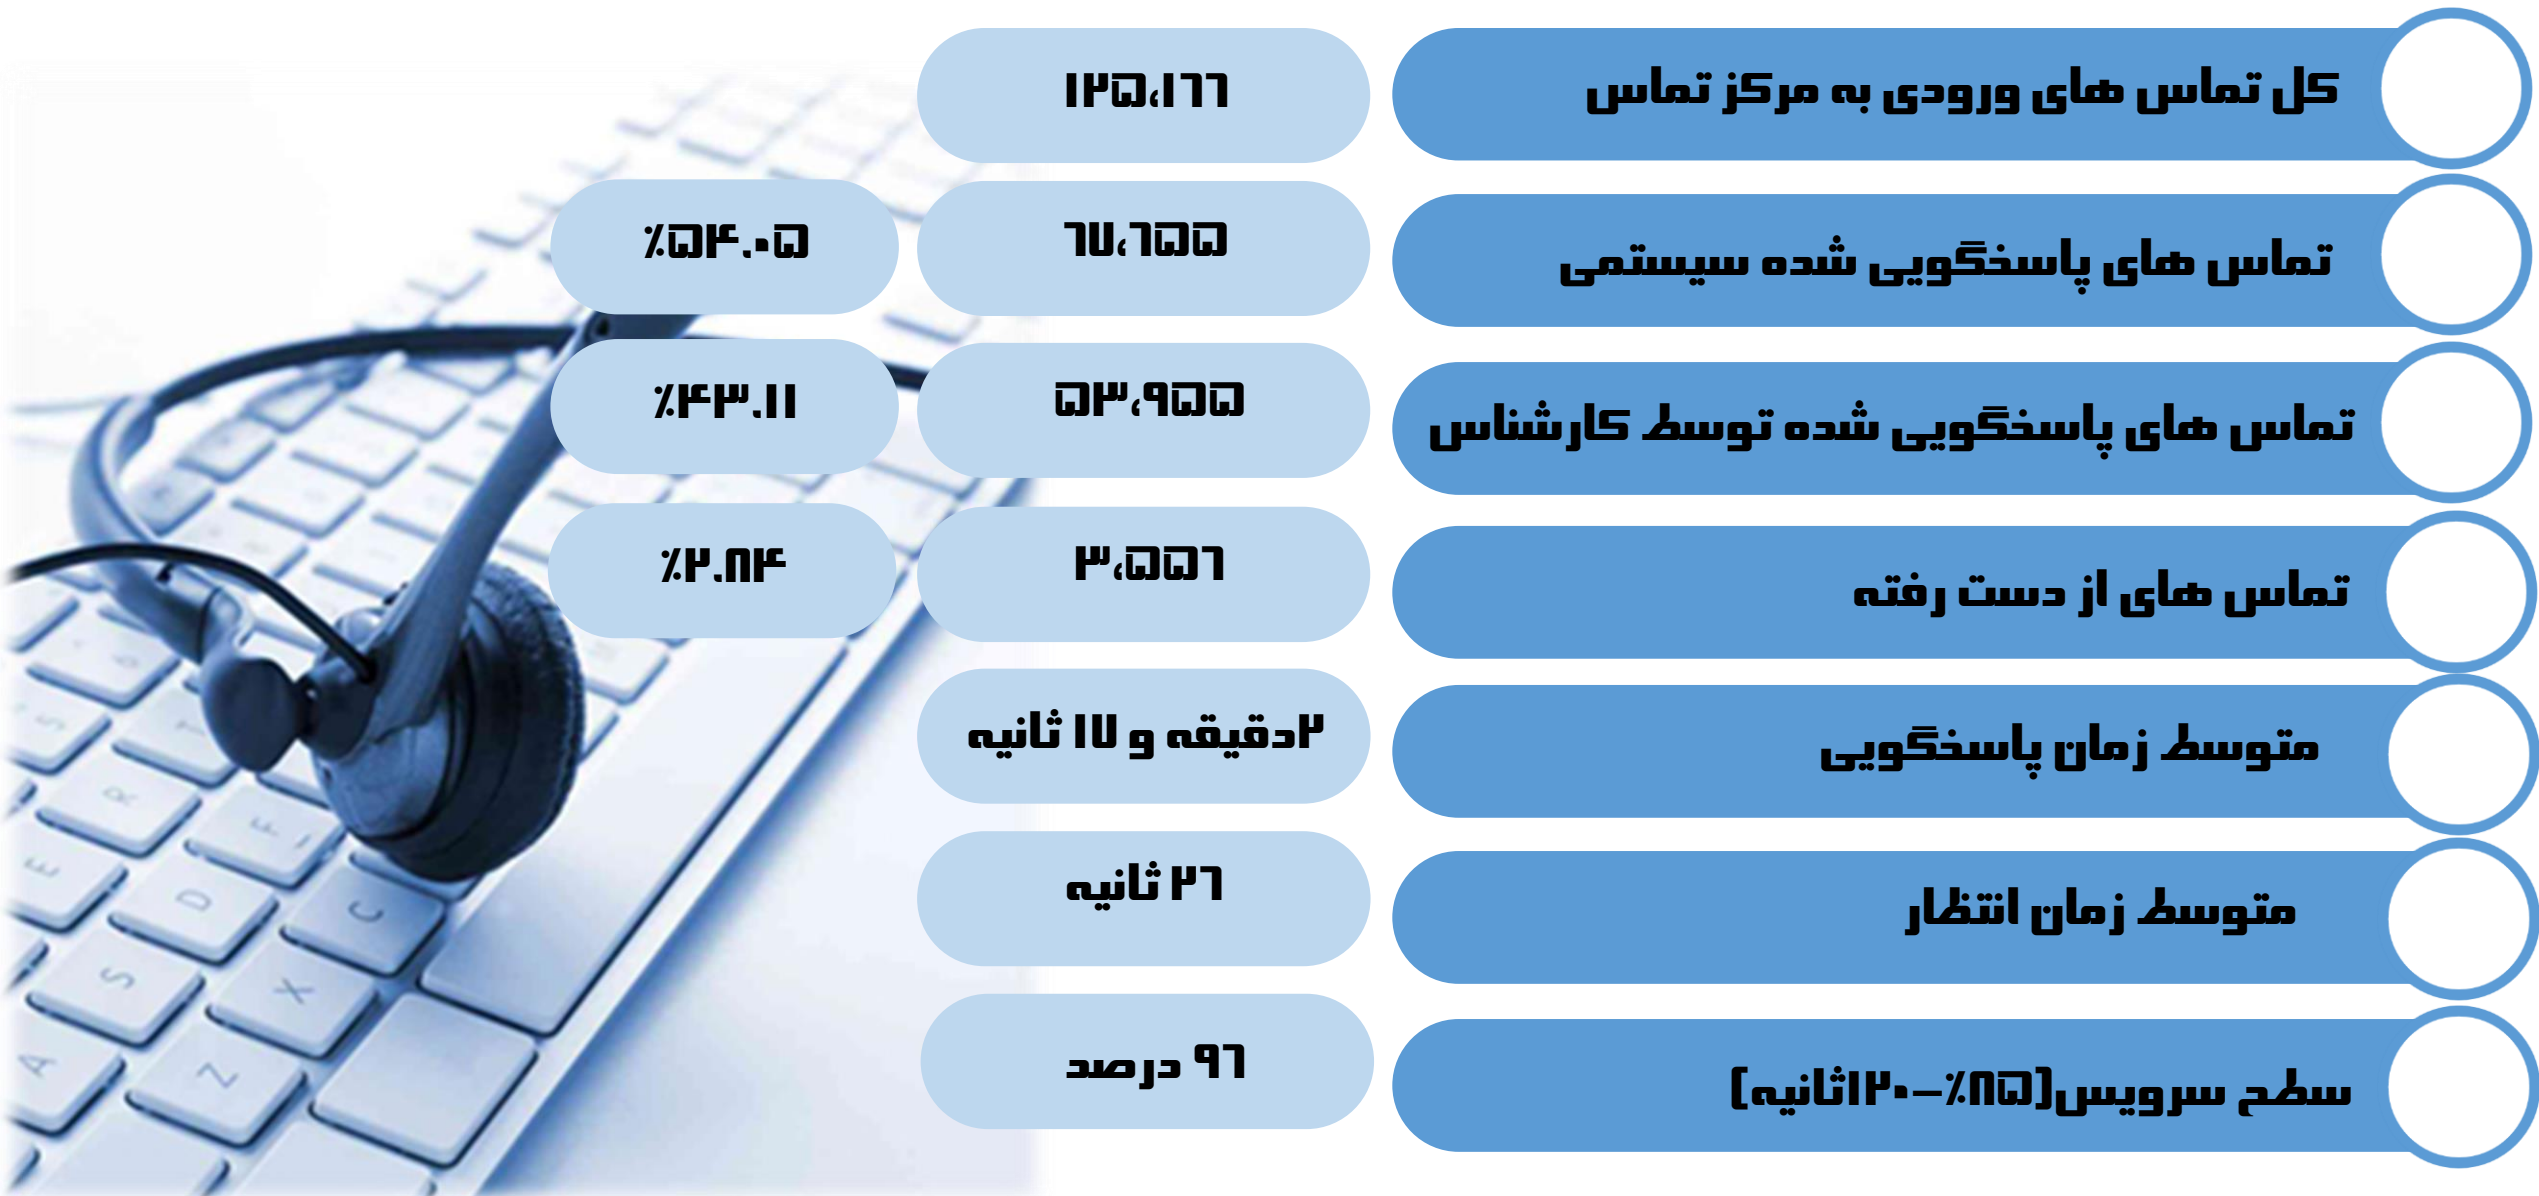 کل تماس های ورودی به مرکز تماس
۱۲۵،۱۶۶
تماس های پاسخگویی شده سیستمی
۶۷،۶۵۵
٪۵۴.۰۵
تماس های پاسخگویی شده توسط کارشناس
۵۳،۹۵۵
٪۴۳.۱۱
تماس های از دست رفته
۳،۵۵۶
٪۲.۸۴
متوسط زمان پاسخگویی
۲دقیقه و ۱۷ ثانیه
متوسط زمان انتظار
۲۶ ثانیه
سطح سرویس(۸۵٪-۱۲۰ثانیه)
۹۶ درصد